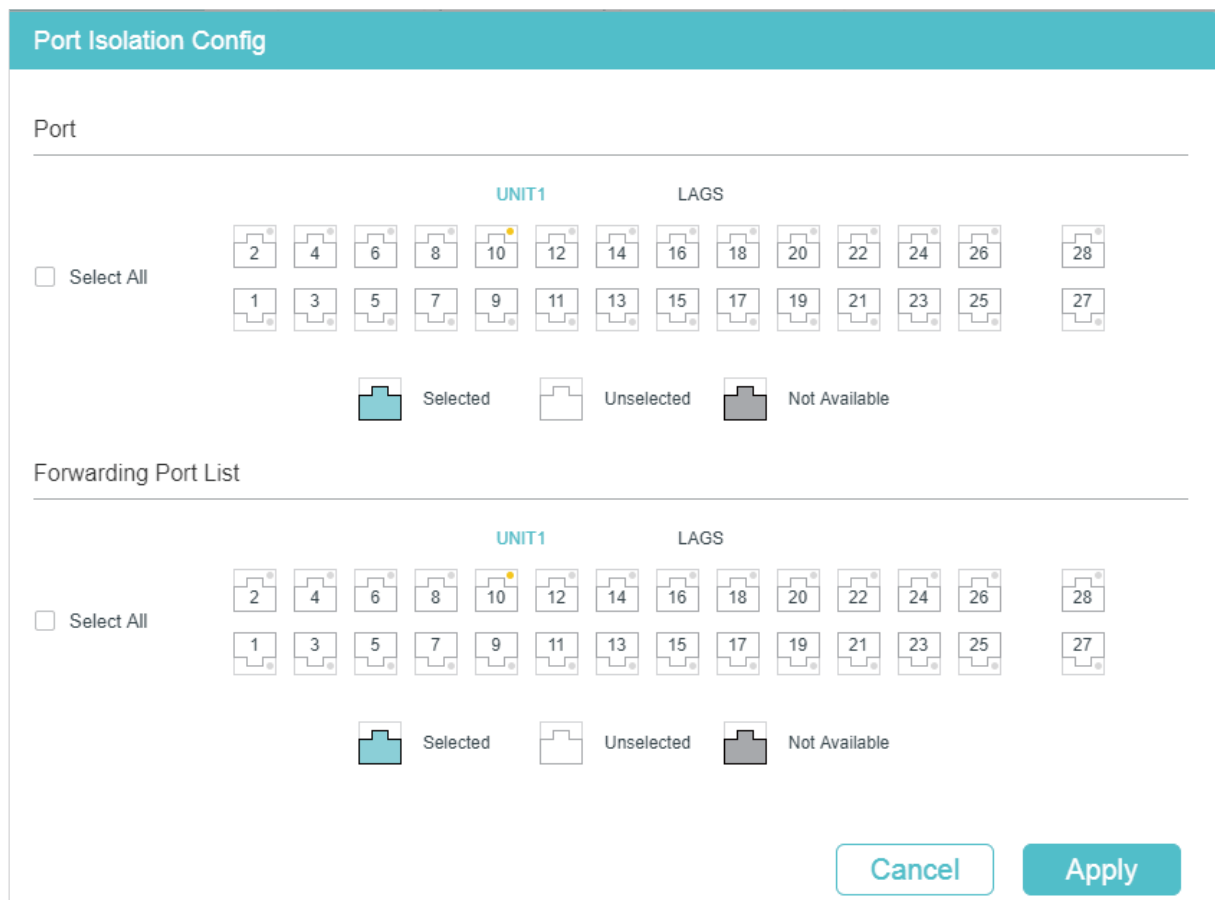 Port Isolation Config
Port
UNIT1 LAGS
2 4 6 8 10 12 14 16 18 20 22 24 26 28
Select All
1 3 5 7 9 11 13 15 17 19 21 23 25 27
Selected Unselected Not Available
Forwarding Port List
UNIT1 LAGS
2 4 6 8 10 12 14 16 18 20 22 24 26 28
Select All
1 3 5 7 9 11 13 15 17 19 21 23 25 27
Selected Unselected Not Available
Cancel Apply